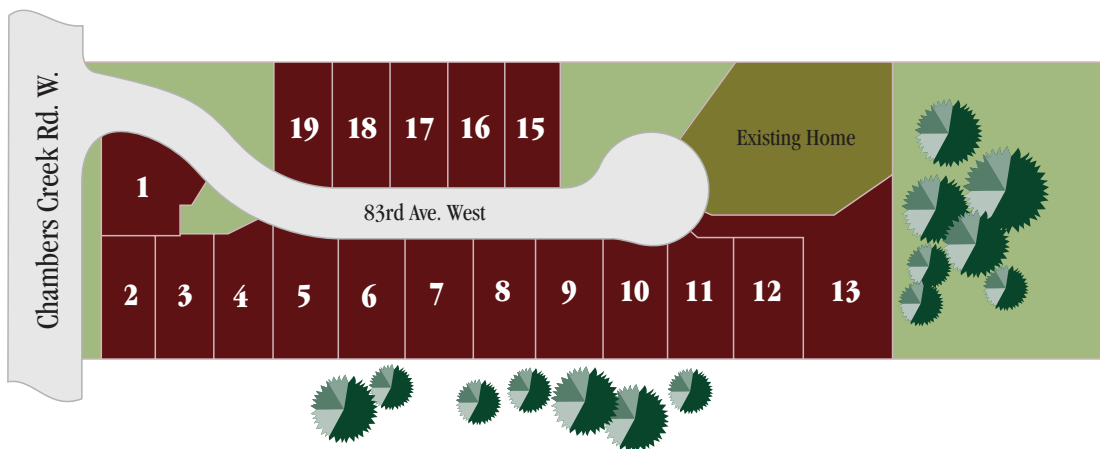 Chambers Creek Rd. W.
19 18 17 16 15
Existing Home
1
83rd Ave. West
2 3 4 5 6 7 8 9 10 11 12 13